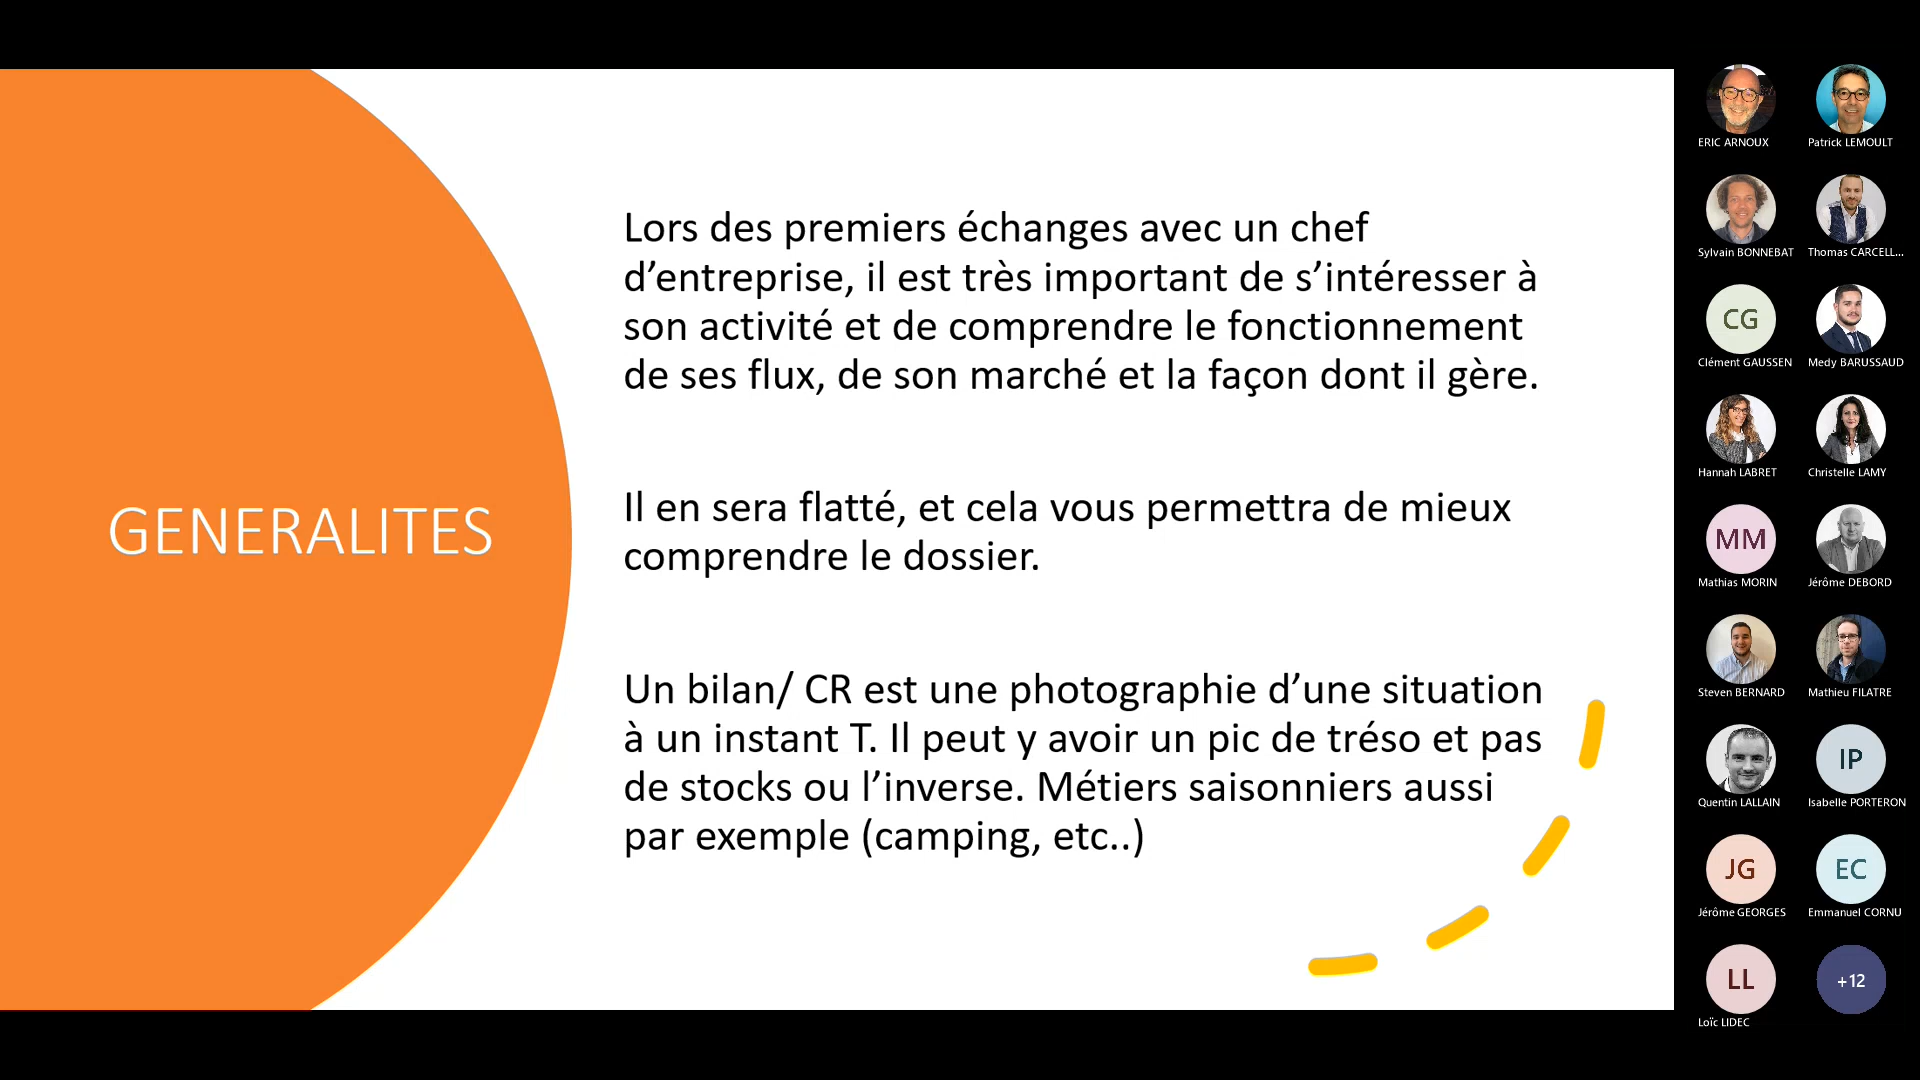 GENERALITES
Lors des premiers échanges avec un chef
d’entreprise, il est très important de s’intéresser à
son activité et de comprendre le fonctionnement
de ses flux, de son marché et la façon dont il gère.
Il en sera flatté, et cela vous permettra de mieux
comprendre le dossier.
Un bilan/ CR est une photographie d’une situation
à un instant T. Il peut y avoir un pic de tréso et pas
de stocks ou l’inverse. Métiers saisonniers aussi
par exemple (camping, etc..)
ERIC ARNOUX
Patrick LEMOULT
Sylvain BONNEBAT
Thomas CARCELL...
CG
Clément GAUSSEN
Medy BARUSSAUD
Hannah LABRET
Christelle LAMY
MM
Mathias MORIN
Jérôme DEBORD
Steven BERNARD
Mathieu FILATRE
IP
Quentin LALLAIN
Isabelle PORTERON
JG
EC
Jérôme GEORGES
Emmanuel CORNU
LL
+12
Loïc LIDEC